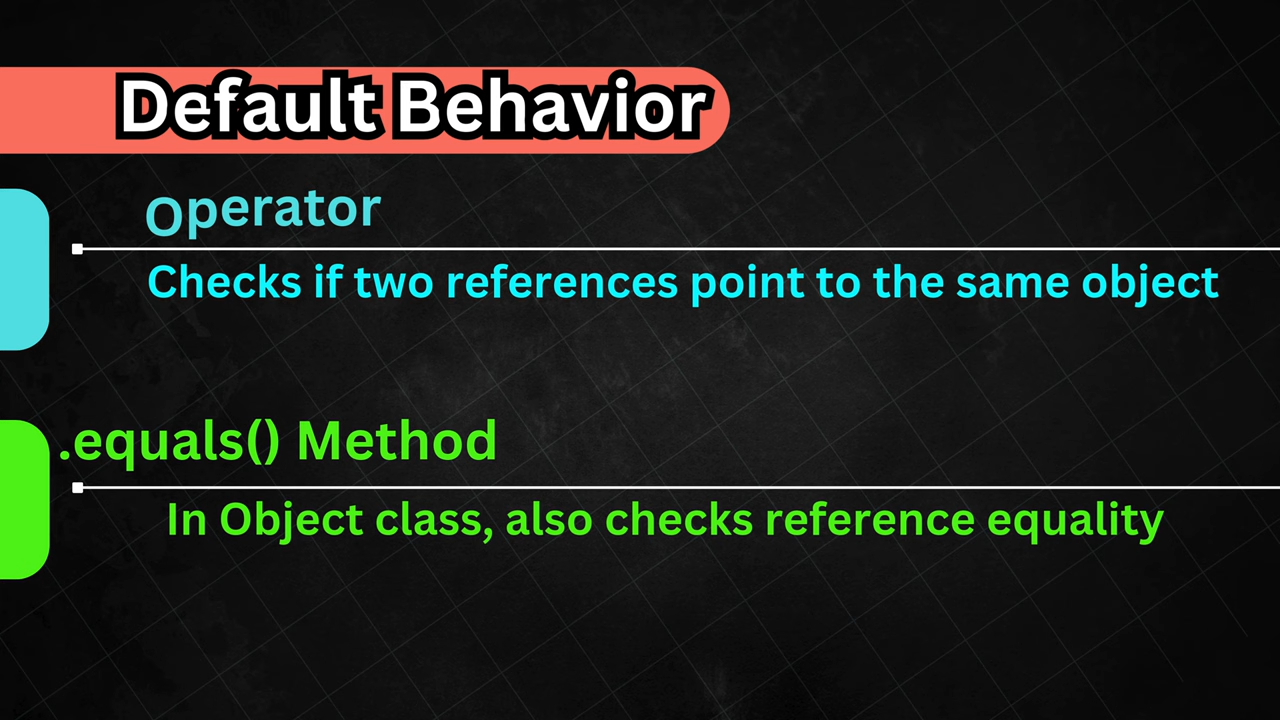 Default Behavior
Operator
Checks if two references point to the same object
.equals() Method
In Object class, also checks reference equality